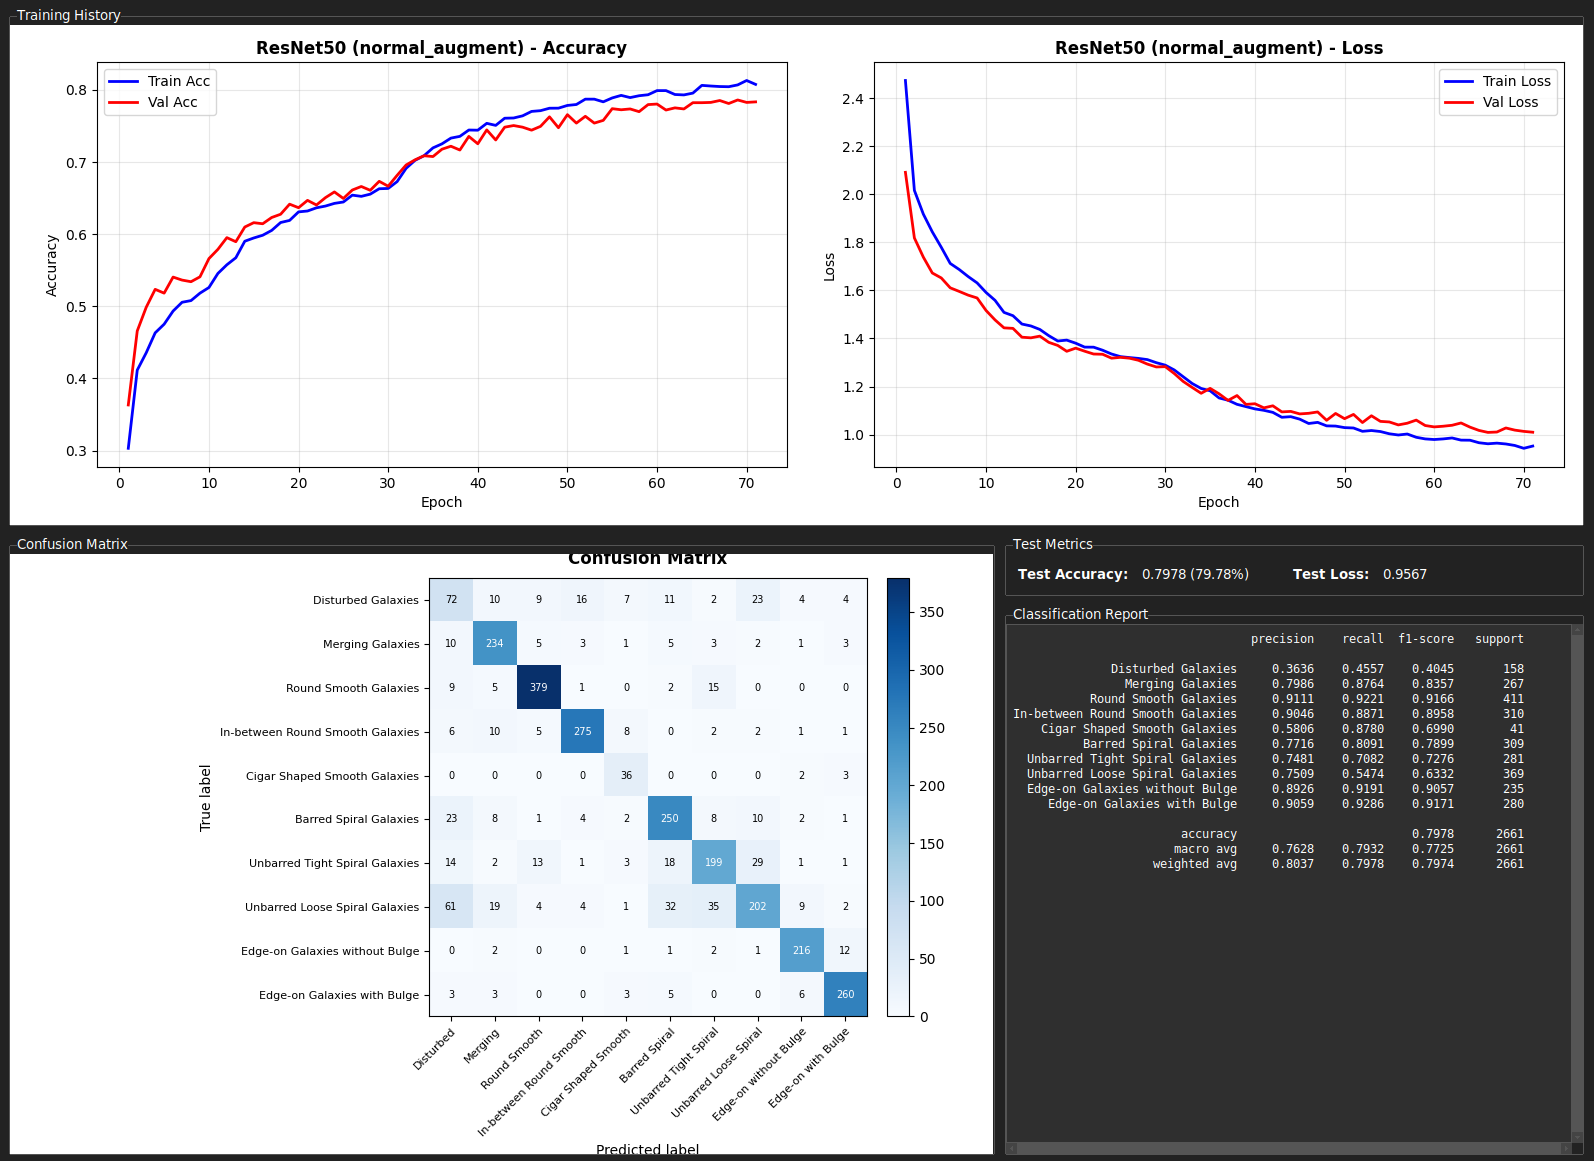 Training History
ResNet50 (normal_augment) - Accuracy
Train Acc
Val Acc
0.8
0.7
0.6
0.5
0.4
0.3
Accuracy
0 10 20 30 40 50 60 70
Epoch
ResNet50 (normal_augment) - Loss
Train Loss
Val Loss
2.4
2.2
2.0
1.8
1.6
1.4
1.2
1.0
Loss
0 10 20 30 40 50 60 70
Epoch
Confusion Matrix
Confusion Matrix
True label
Disturbed Galaxies 72 10 9 16 7 11 2 23 4 4
Merging Galaxies 10 234 5 3 1 5 3 2 1 3
Round Smooth Galaxies 9 5 379 1 0 2 15 0 0 0
In-between Round Smooth Galaxies 6 10 5 275 8 0 2 2 1 1
Cigar Shaped Smooth Galaxies 0 0 0 0 36 0 0 0 2 3
Barred Spiral Galaxies 23 8 1 4 2 250 8 10 2 1
Unbarred Tight Spiral Galaxies 14 2 13 1 3 18 199 29 1 1
Unbarred Loose Spiral Galaxies 61 19 4 4 1 32 35 202 9 2
Edge-on Galaxies without Bulge 0 2 0 0 1 1 2 1 216 12
Edge-on Galaxies with Bulge 3 3 0 0 3 5 0 0 6 260
Disturbed
Merging
Round Smooth
In-between Round Smooth
Cigar Shaped Smooth
Barred Spiral
Unbarred Tight Spiral
Unbarred Loose Spiral
Edge-on without Bulge
Edge-on with Bulge
Predicted label
350
300
250
200
150
100
50
0
Test Metrics
Test Accuracy: 0.7978 (79.78%) Test Loss: 0.9567
Classification Report
precision recall f1-score support
Disturbed Galaxies 0.3636 0.4557 0.4045 158
Merging Galaxies 0.7986 0.8764 0.8357 267
Round Smooth Galaxies 0.9111 0.9221 0.9166 411
In-between Round Smooth Galaxies 0.9046 0.8871 0.8958 310
Cigar Shaped Smooth Galaxies 0.5806 0.8780 0.6990 41
Barred Spiral Galaxies 0.7716 0.8091 0.7899 309
Unbarred Tight Spiral Galaxies 0.7481 0.7082 0.7276 281
Unbarred Loose Spiral Galaxies 0.7509 0.5474 0.6332 369
Edge-on Galaxies without Bulge 0.8926 0.9191 0.9057 235
Edge-on Galaxies with Bulge 0.9059 0.9286 0.9171 280
accuracy 0.7978 2661
macro avg 0.7628 0.7932 0.7725 2661
weighted avg 0.8037 0.7978 0.7974 2661